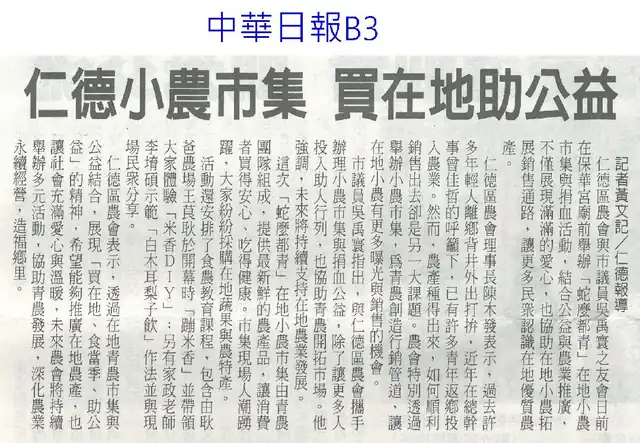 中華日報B3
仁德小農市集 買在地助公益
記者黃文記／仁德報導
仁德區農會與市議員吳禹寰之友會日前
在保華宮廟前舉辦「蛇麼都青」在地小農
市集與捐血活動，結合公益與農業推廣，
不僅展現滿滿的愛心，也協助在地小農拓
展銷售通路，讓更多民眾認識在地優質農
仁德區農會理事長陳木發表示，過去許
多年輕人離鄉背井外出打拚，近年在總幹
事曾佳哲的呼籲下，已有許多青年返鄉投
入農業。然而，農產種得出來，如何順利
銷售出去卻是另一大課題。農會特別透過
舉辦小農市集，為青農創造行銷管道，讓
在地小農有更多曝光與銷售的機會。
市議員吳禹寰指出，與仁德區農會攜手
辦理小農市集與捐血公益，除了讓更多人
投入助人行列，也協助青農開拓市場。他
強調，未來將持續支持在地農業發展。
這次「蛇麼都青」在地小農市集由青農
團隊組成，提供最新鮮的農產品，讓消費
者買得安心、吃得健康。市集現場人潮踴
躍，大家紛紛採購在地蔬果與農特產。
活動還安排了食農教育課程，包含由耿
爸農場王莫耿於開幕時「蹦米香」並帶領
大家體驗「米香DIY」；另有家政老師
李堉碩示範「白木耳梨子飲」作法並與現
場民眾分享。
仁德區農會表示，透過在地青農市集與
公益結合，展現「買在地、食當季、助公
益」的精神，希望能夠推廣在地農產，也
讓社會充滿愛心與溫暖，未來農會將持續
舉辦多元活動，協助青農發展，深化農業
永續經營，造福鄉里。